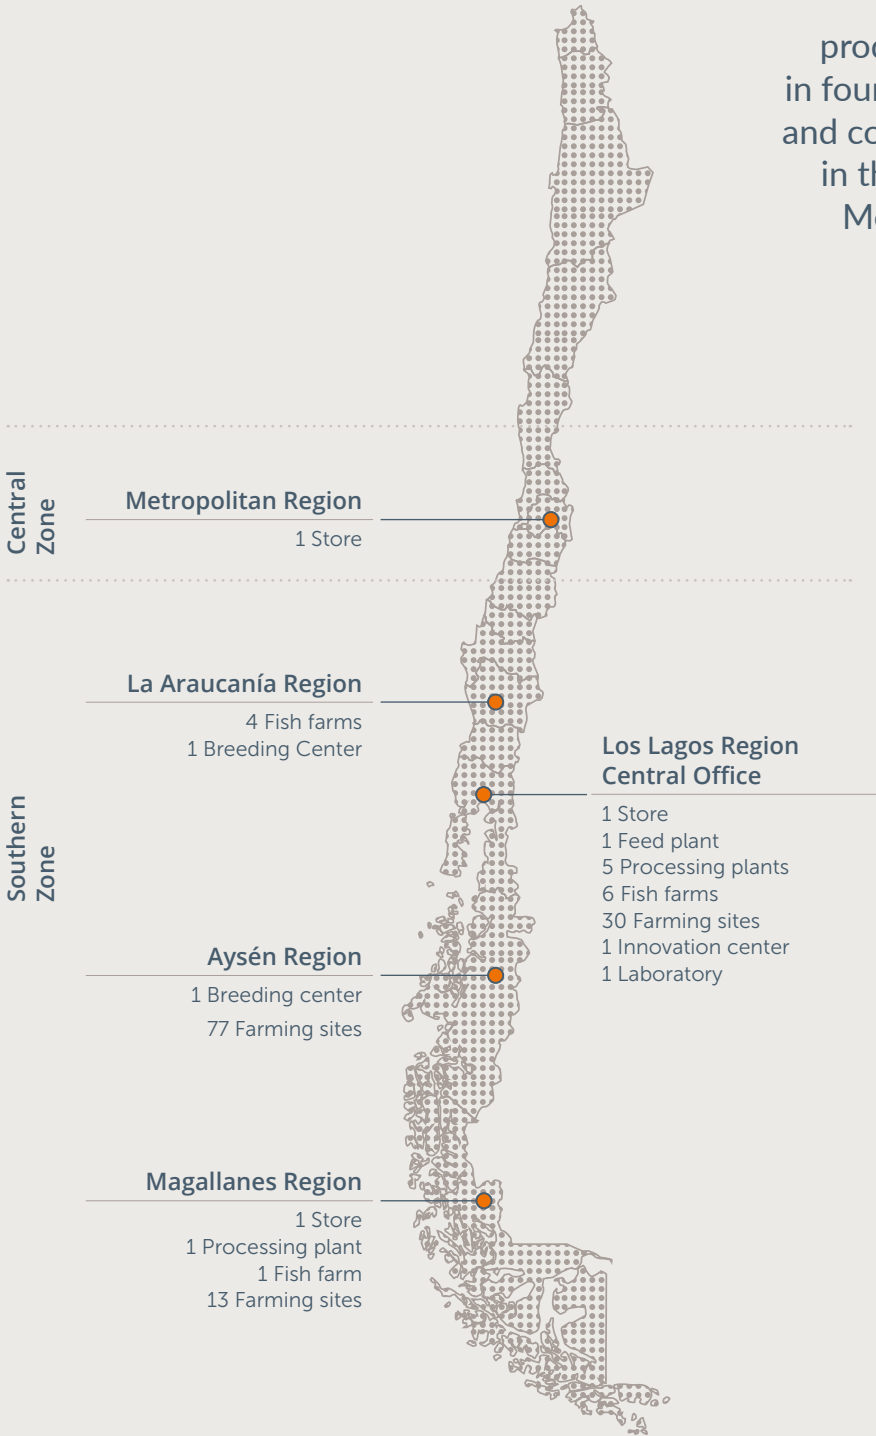 in four
Central
Zone
Metropolitan Region
1 Store
La Araucanía Region
4 Fish farms
1 Breeding Center
Los Lagos Region
Central Office
1 Store
1 Feed plant
5 Processing plants
6 Fish farms
30 Farming sites
1 Innovation center
1 Laboratory
Southern
Zone
Aysén Region
1 Breeding center
77 Farming sites
Magallanes Region
1 Store
1 Processing plant
1 Fish farm
13 Farming sites